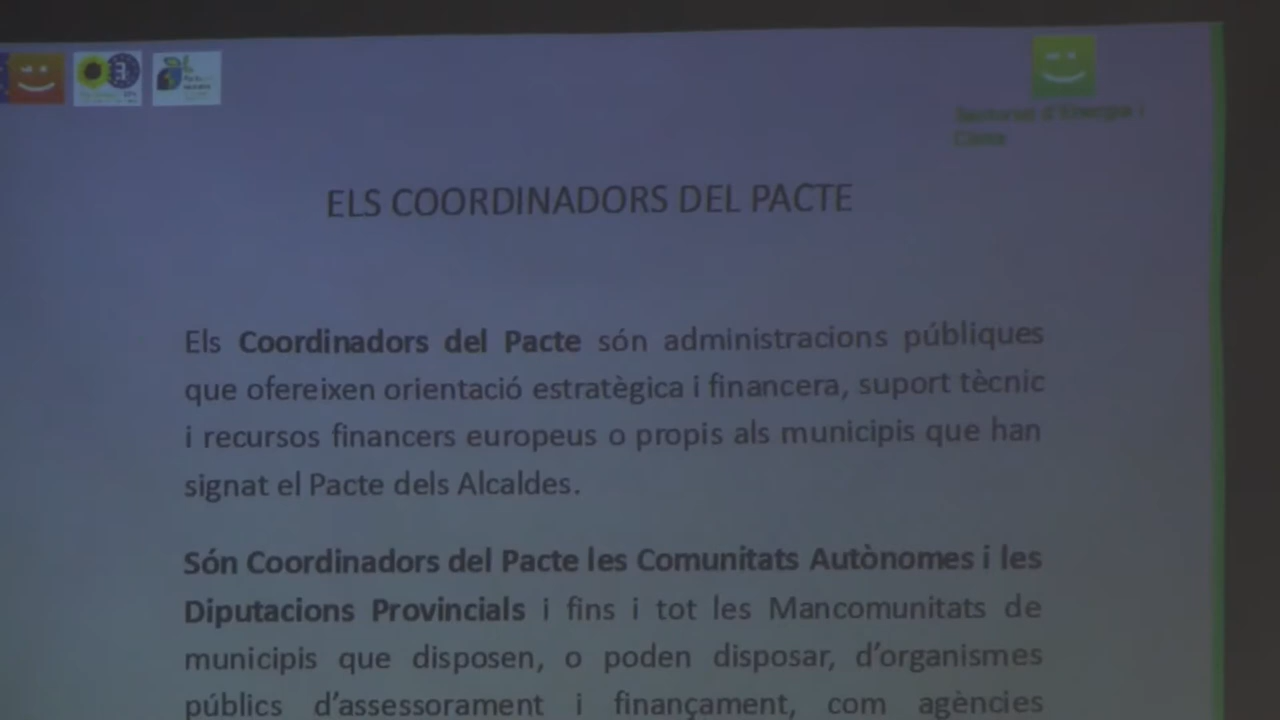 d'Energia i
ELS COORDINADORS DEL PACTE
Els Coordinadors del Pacte són administracions públiques
que ofereixen orientació estratègica i financera, suport tècnic
i recursos financers europeus o propis als municipis que han
signat el Pacte dels Alcaldes.
Són Coordinadors del Pacte les Comunitats Autònomes i les
Diputacions Provincials i fins i tot les Mancomunitats de
municipis que disposen, o poden disposar, d'organismes
públics d'assessorament i finançament, com agències